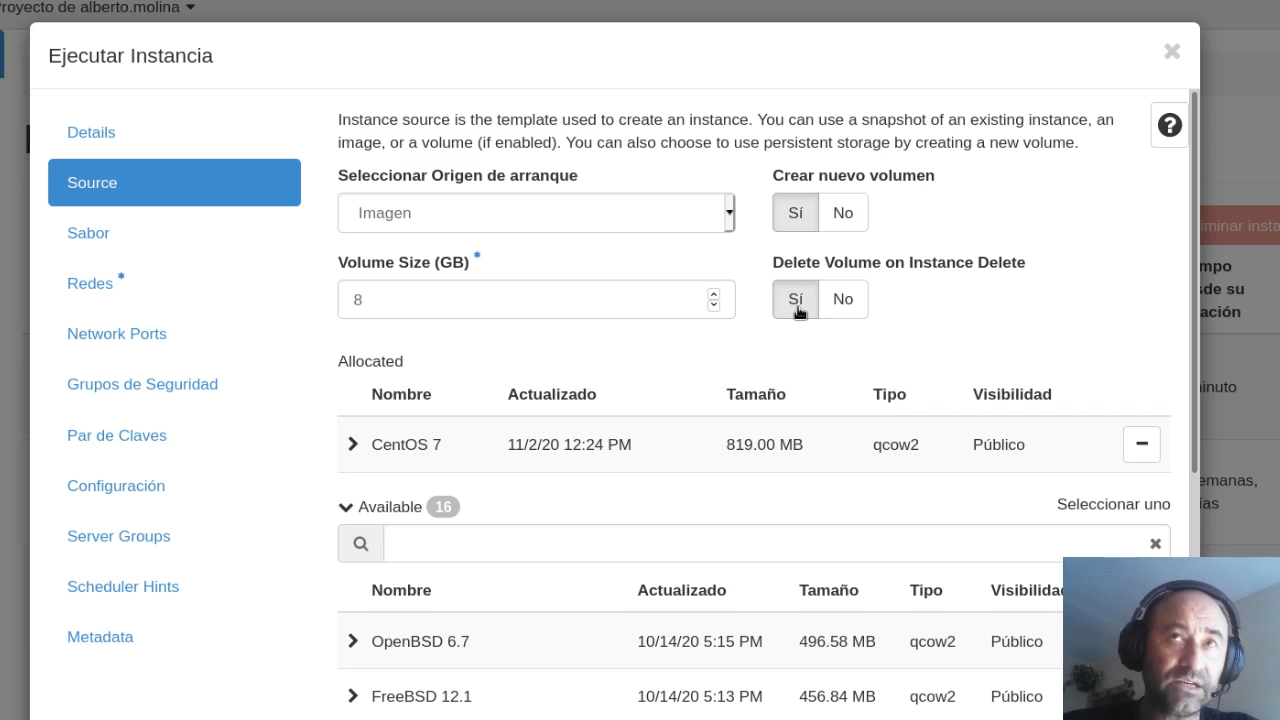 royecto de alberto.molina
Ejecutar Instancia
Details
Source
Sabor
Redes *
Network Ports
Grupos de Seguridad
Par de Claves
Configuración
Server Groups
Scheduler Hints
Metadata
Instance source is the template used to create an instance. You can use a snapshot of an existing instance, an
image, or a volume (if enabled). You can also choose to use persistent storage by creating a new volume.
Seleccionar Origen de arranque
Crear nuevo volumen
Imagen
Sí No
Volume Size (GB) *
Delete Volume on Instance Delete
8
Sí No
Allocated
Nombre Actualizado Tamaño Tipo Visibilidad
CentOS 7 11/2/20 12:24 PM 819.00 MB qcow2 Público
Available 16 Seleccionar uno
Nombre Actualizado Tamaño Tipo Visibilida
OpenBSD 6.7 10/14/20 5:15 PM 496.58 MB qcow2 Público
FreeBSD 12.1 10/14/20 5:13 PM 456.84 MB qcow2 Público
iminar insta
mpo
sde su
ación
inuto
emanas,
ías